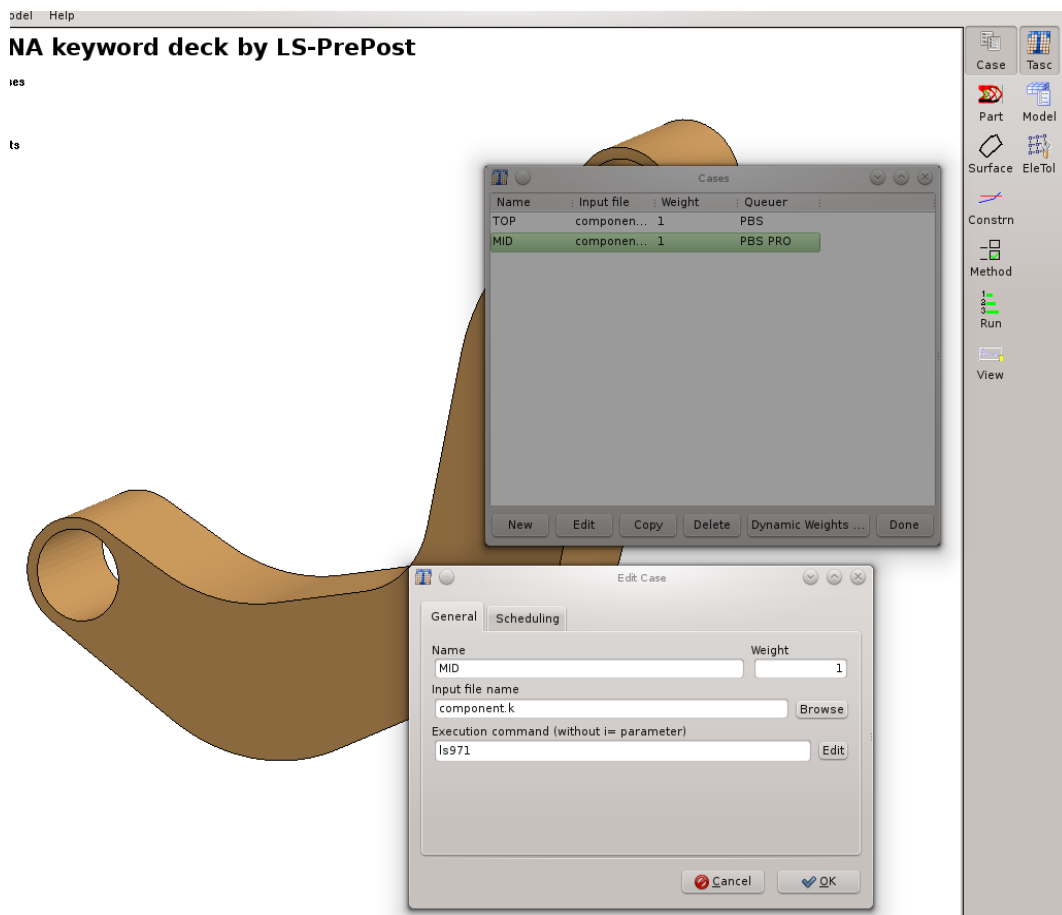 odel Help
NA keyword deck by LS-PrePost
ses
ts
Case Tasc
Part Model
Surface EleTol
Constrn
Method
1
2
3
Run
View
Cases
Name Input file Weight Queuer
TOP componen... 1 PBS
MID componen... 1 PBS PRO
New Edit Copy Delete Dynamic Weights ... Done
Edit Case
General Scheduling
Name Weight
MID 1
Input file name
component.k Browse
Execution command (without i= parameter)
ls971 Edit
Cancel OK